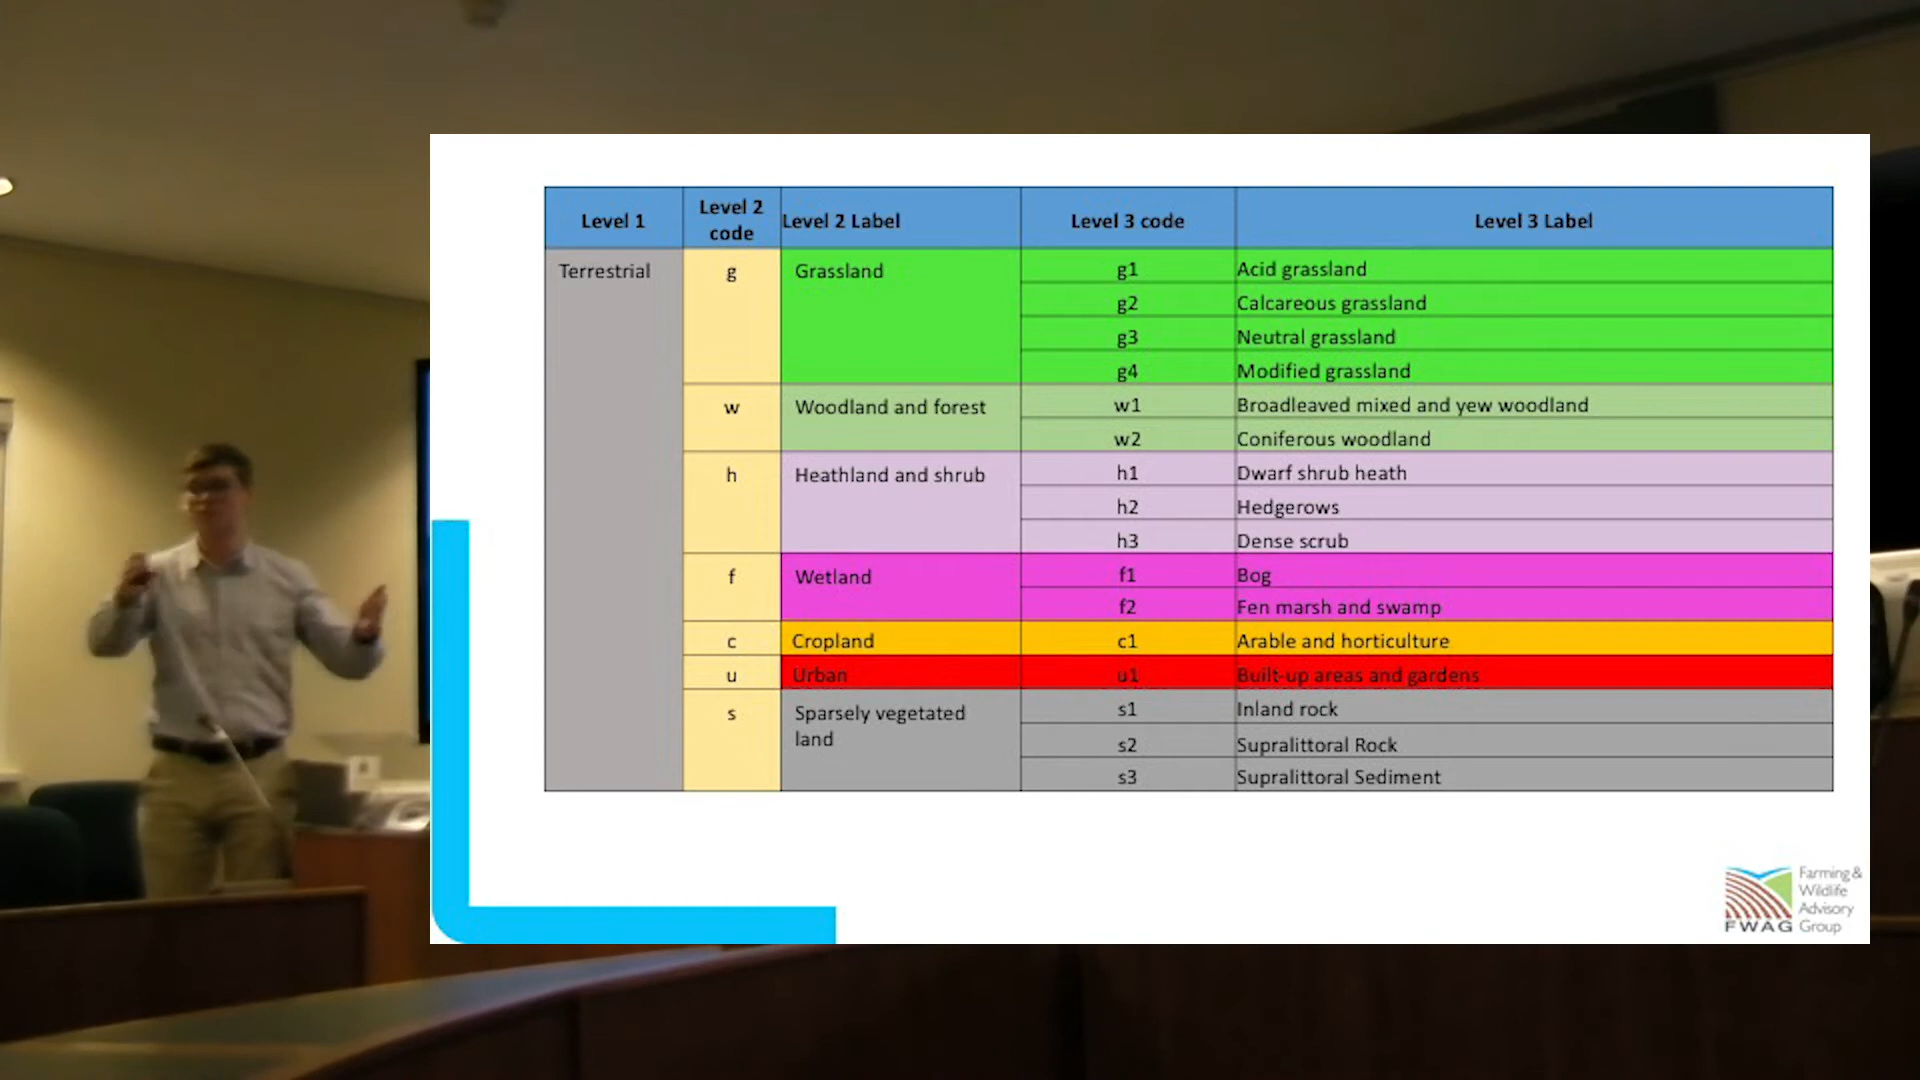 Level 1 Level 2 code Level 2 Label Level 3 code Level 3 Label
Terrestrial g Grassland g1 Acid grassland
g2 Calcareous grassland
g3 Neutral grassland
g4 Modified grassland
w Woodland and forest w1 Broadleaved mixed and yew woodland
w2 Coniferous woodland
h Heathland and shrub h1 Dwarf shrub heath
h2 Hedgerows
h3 Dense scrub
f Wetland f1 Bog
f2 Fen marsh and swamp
c Cropland c1 Arable and horticulture
u Urban u1 Built-up areas and gardens
s Sparsely vegetated land s1 Inland rock
s2 Supralittoral Rock
s3 Supralittoral Sediment
Farming &
Wildlife
Advisory
FWAG Group